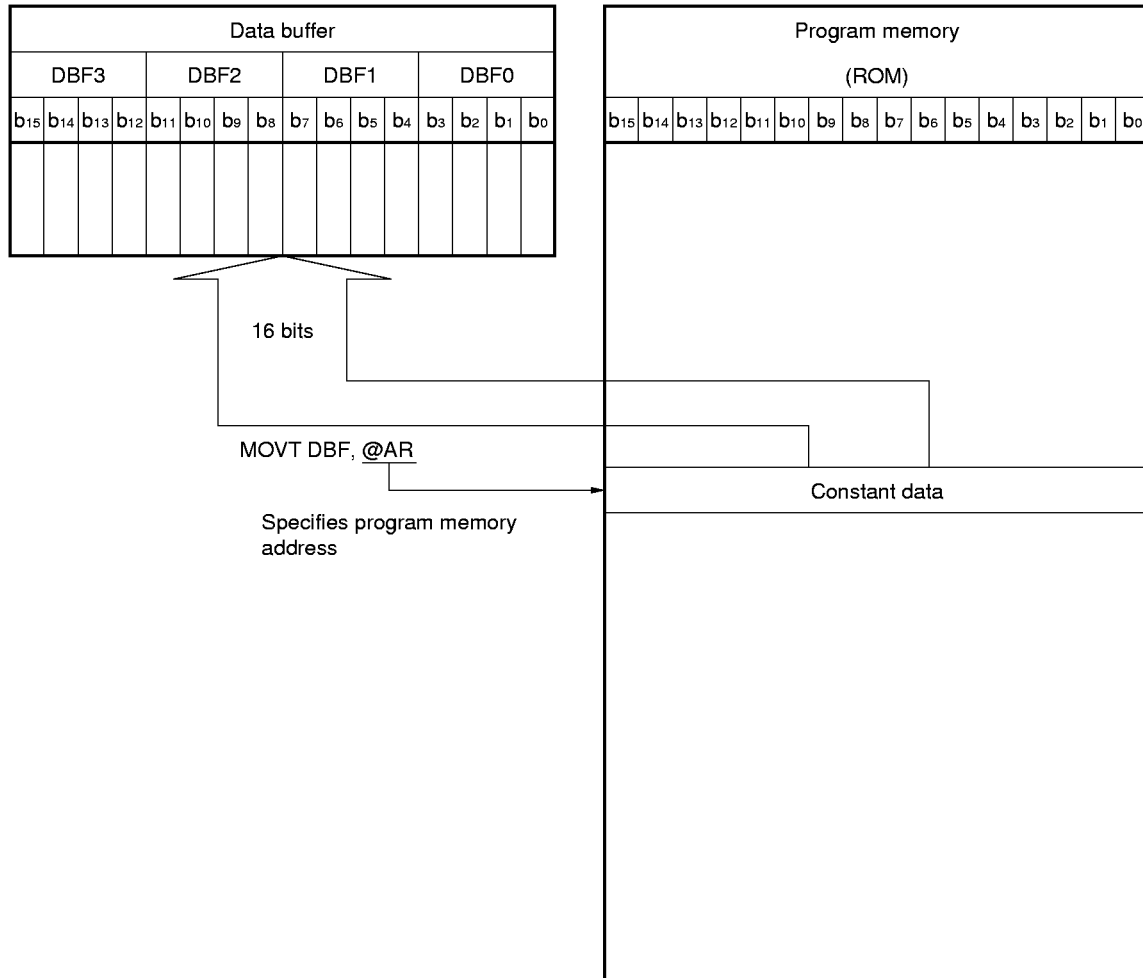 Data buffer
DBF3 DBF2 DBF1 DBF0
b15 b14 b13 b12 b11 b10 b9 b8 b7 b6 b5 b4 b3 b2 b1 b0
Program memory
(ROM)
b15 b14 b13 b12 b11 b10 b9 b8 b7 b6 b5 b4 b3 b2 b1 b0
16 bits
MOVT DBF, @AR
Constant data
Specifies program memory
address